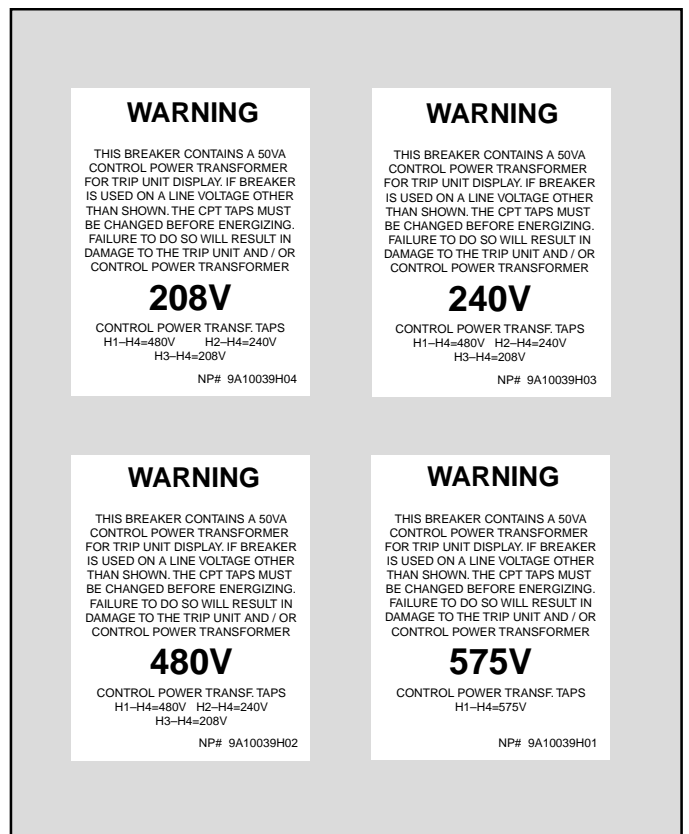 WARNING
THIS BREAKER CONTAINS A 50VA
CONTROL POWER TRANSFORMER
FOR TRIP UNIT DISPLAY. IF BREAKER
IS USED ON A LINE VOLTAGE OTHER
THAN SHOWN. THE CPT TAPS MUST
BE CHANGED BEFORE ENERGIZING.
FAILURE TO DO SO WILL RESULT IN
DAMAGE TO THE TRIP UNIT AND / OR
CONTROL POWER TRANSFORMER
208V
CONTROL POWER TRANSF. TAPS
H1–H4=480V H2–H4=240V
H3–H4=208V
NP# 9A10039H04
WARNING
THIS BREAKER CONTAINS A 50VA
CONTROL POWER TRANSFORMER
FOR TRIP UNIT DISPLAY. IF BREAKER
IS USED ON A LINE VOLTAGE OTHER
THAN SHOWN. THE CPT TAPS MUST
BE CHANGED BEFORE ENERGIZING.
FAILURE TO DO SO WILL RESULT IN
DAMAGE TO THE TRIP UNIT AND / OR
CONTROL POWER TRANSFORMER
240V
CONTROL POWER TRANSF. TAPS
H1–H4=480V H2–H4=240V
H3–H4=208V
NP# 9A10039H03
WARNING
THIS BREAKER CONTAINS A 50VA
CONTROL POWER TRANSFORMER
FOR TRIP UNIT DISPLAY. IF BREAKER
IS USED ON A LINE VOLTAGE OTHER
THAN SHOWN. THE CPT TAPS MUST
BE CHANGED BEFORE ENERGIZING.
FAILURE TO DO SO WILL RESULT IN
DAMAGE TO THE TRIP UNIT AND / OR
CONTROL POWER TRANSFORMER
480V
CONTROL POWER TRANSF. TAPS
H1–H4=480V H2–H4=240V
H3–H4=208V
NP# 9A10039H02
WARNING
THIS BREAKER CONTAINS A 50VA
CONTROL POWER TRANSFORMER
FOR TRIP UNIT DISPLAY. IF BREAKER
IS USED ON A LINE VOLTAGE OTHER
THAN SHOWN. THE CPT TAPS MUST
BE CHANGED BEFORE ENERGIZING.
FAILURE TO DO SO WILL RESULT IN
DAMAGE TO THE TRIP UNIT AND / OR
CONTROL POWER TRANSFORMER
575V
CONTROL POWER TRANSF. TAPS
H1–H4=575V
NP# 9A10039H01